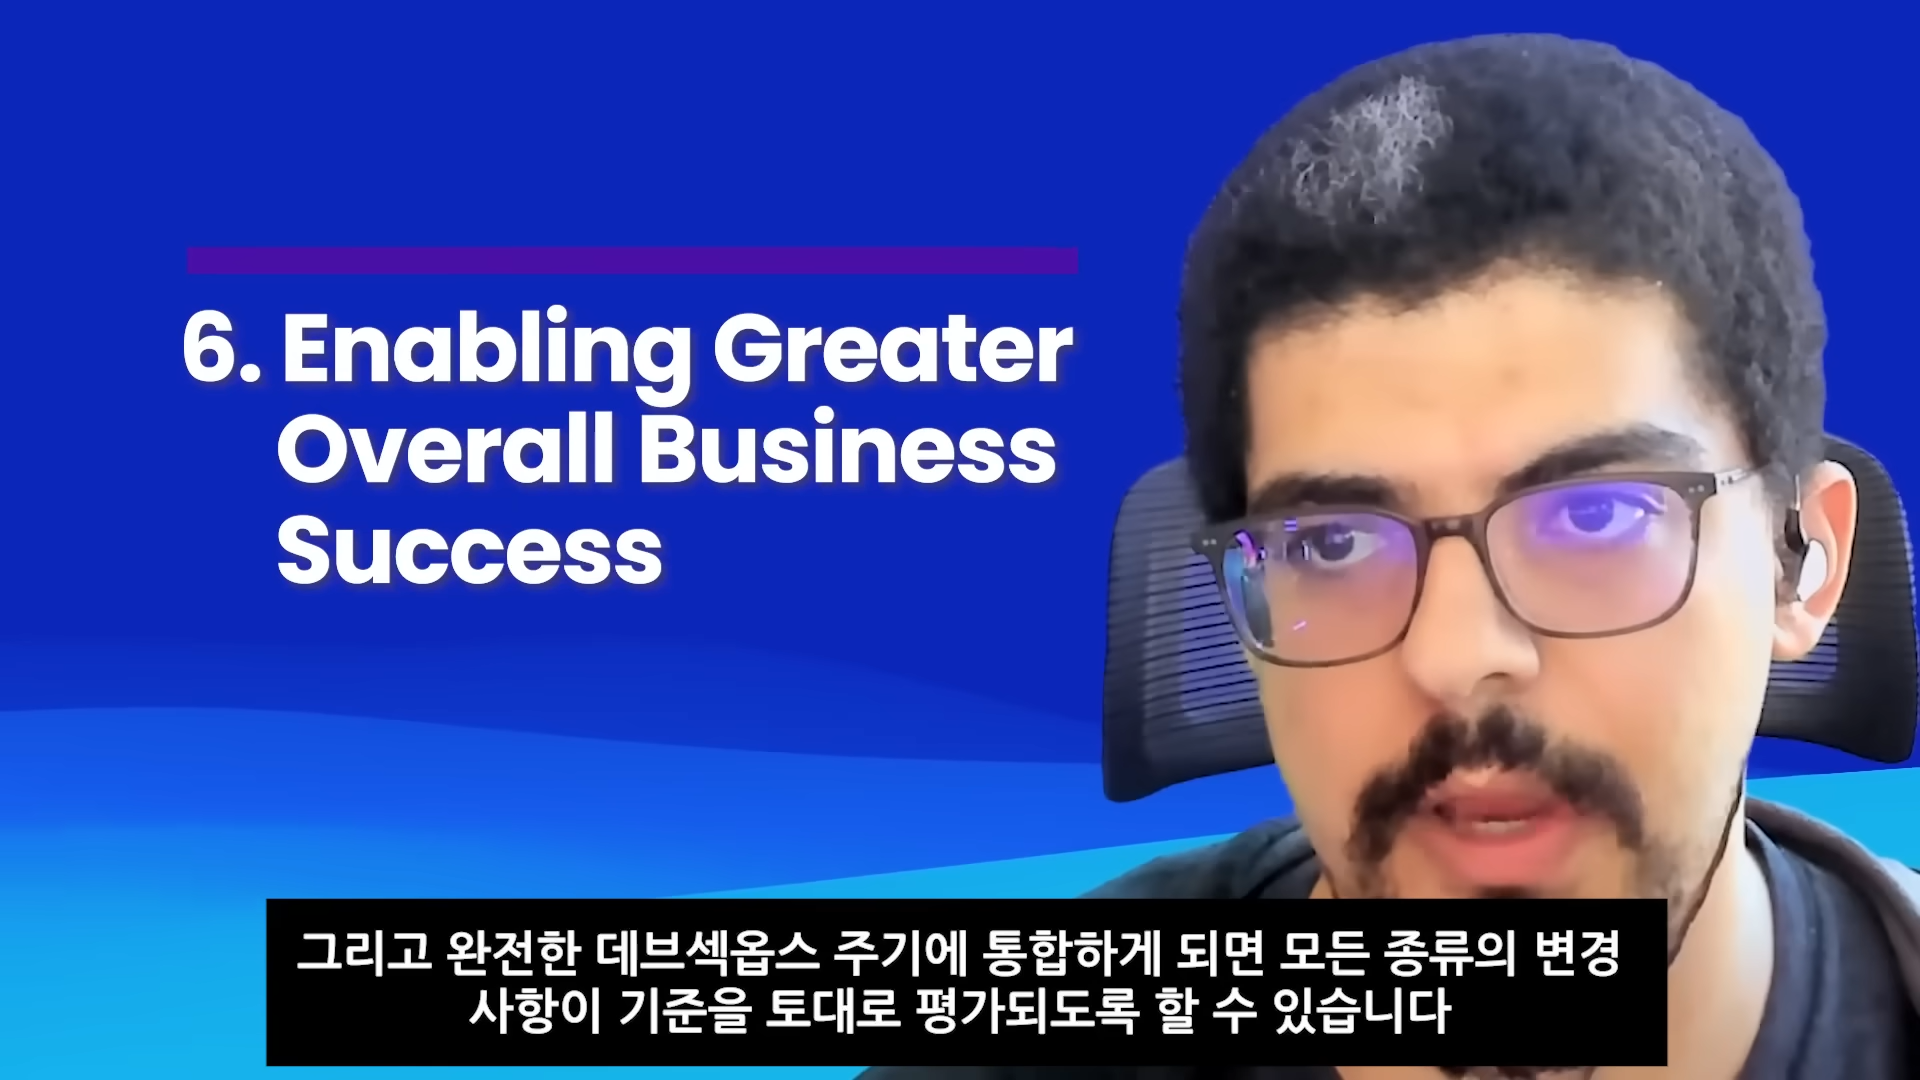 6. Enabling Greater
Overall Business
Success
그리고 완전한 데브섹옵스 주기에 통합하게 되면 모든 종류의 변경
사항이 기준을 토대로 평가되도록 할 수 있습니다